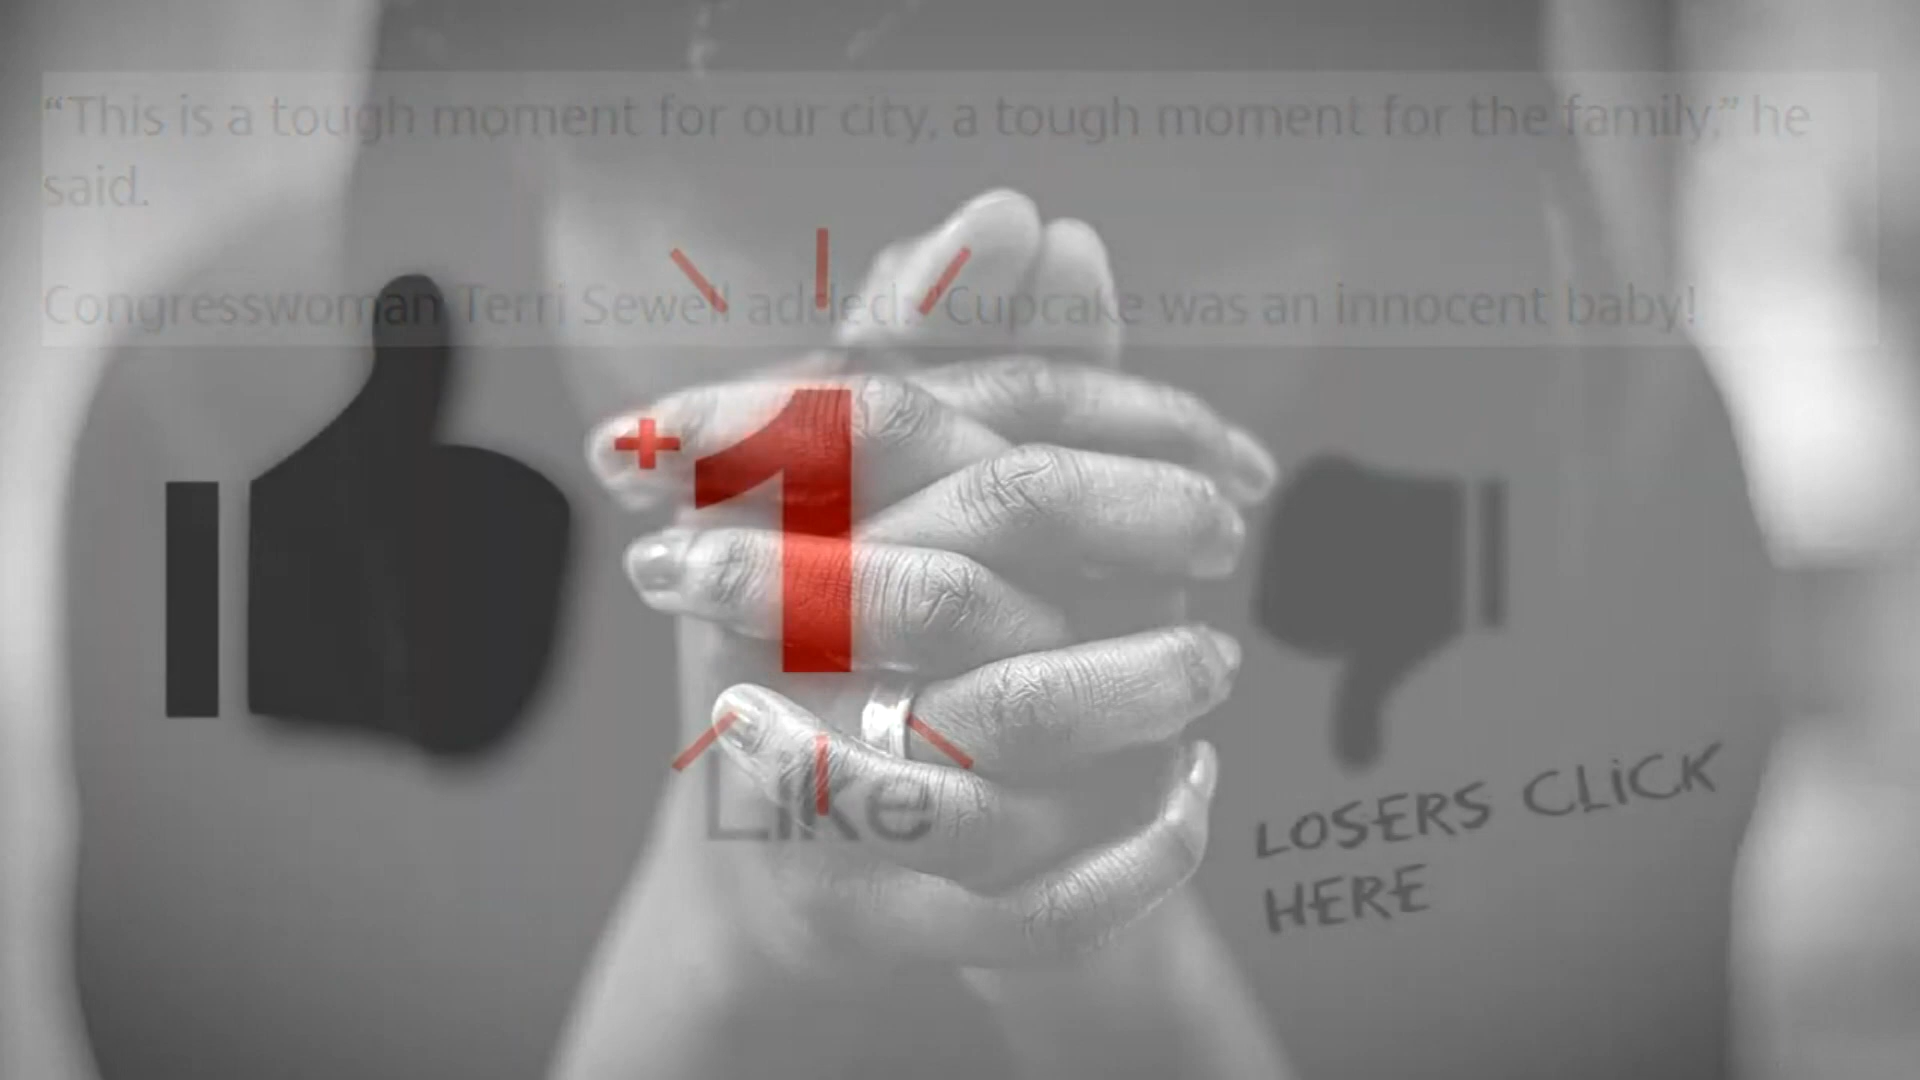 “This is a tough moment for our city, a tough moment for the family,” he
said.
Congresswoman Terri Sewell added: “Cupcake was an innocent baby!
+1
Like
LOSERS CLiCK
HERE